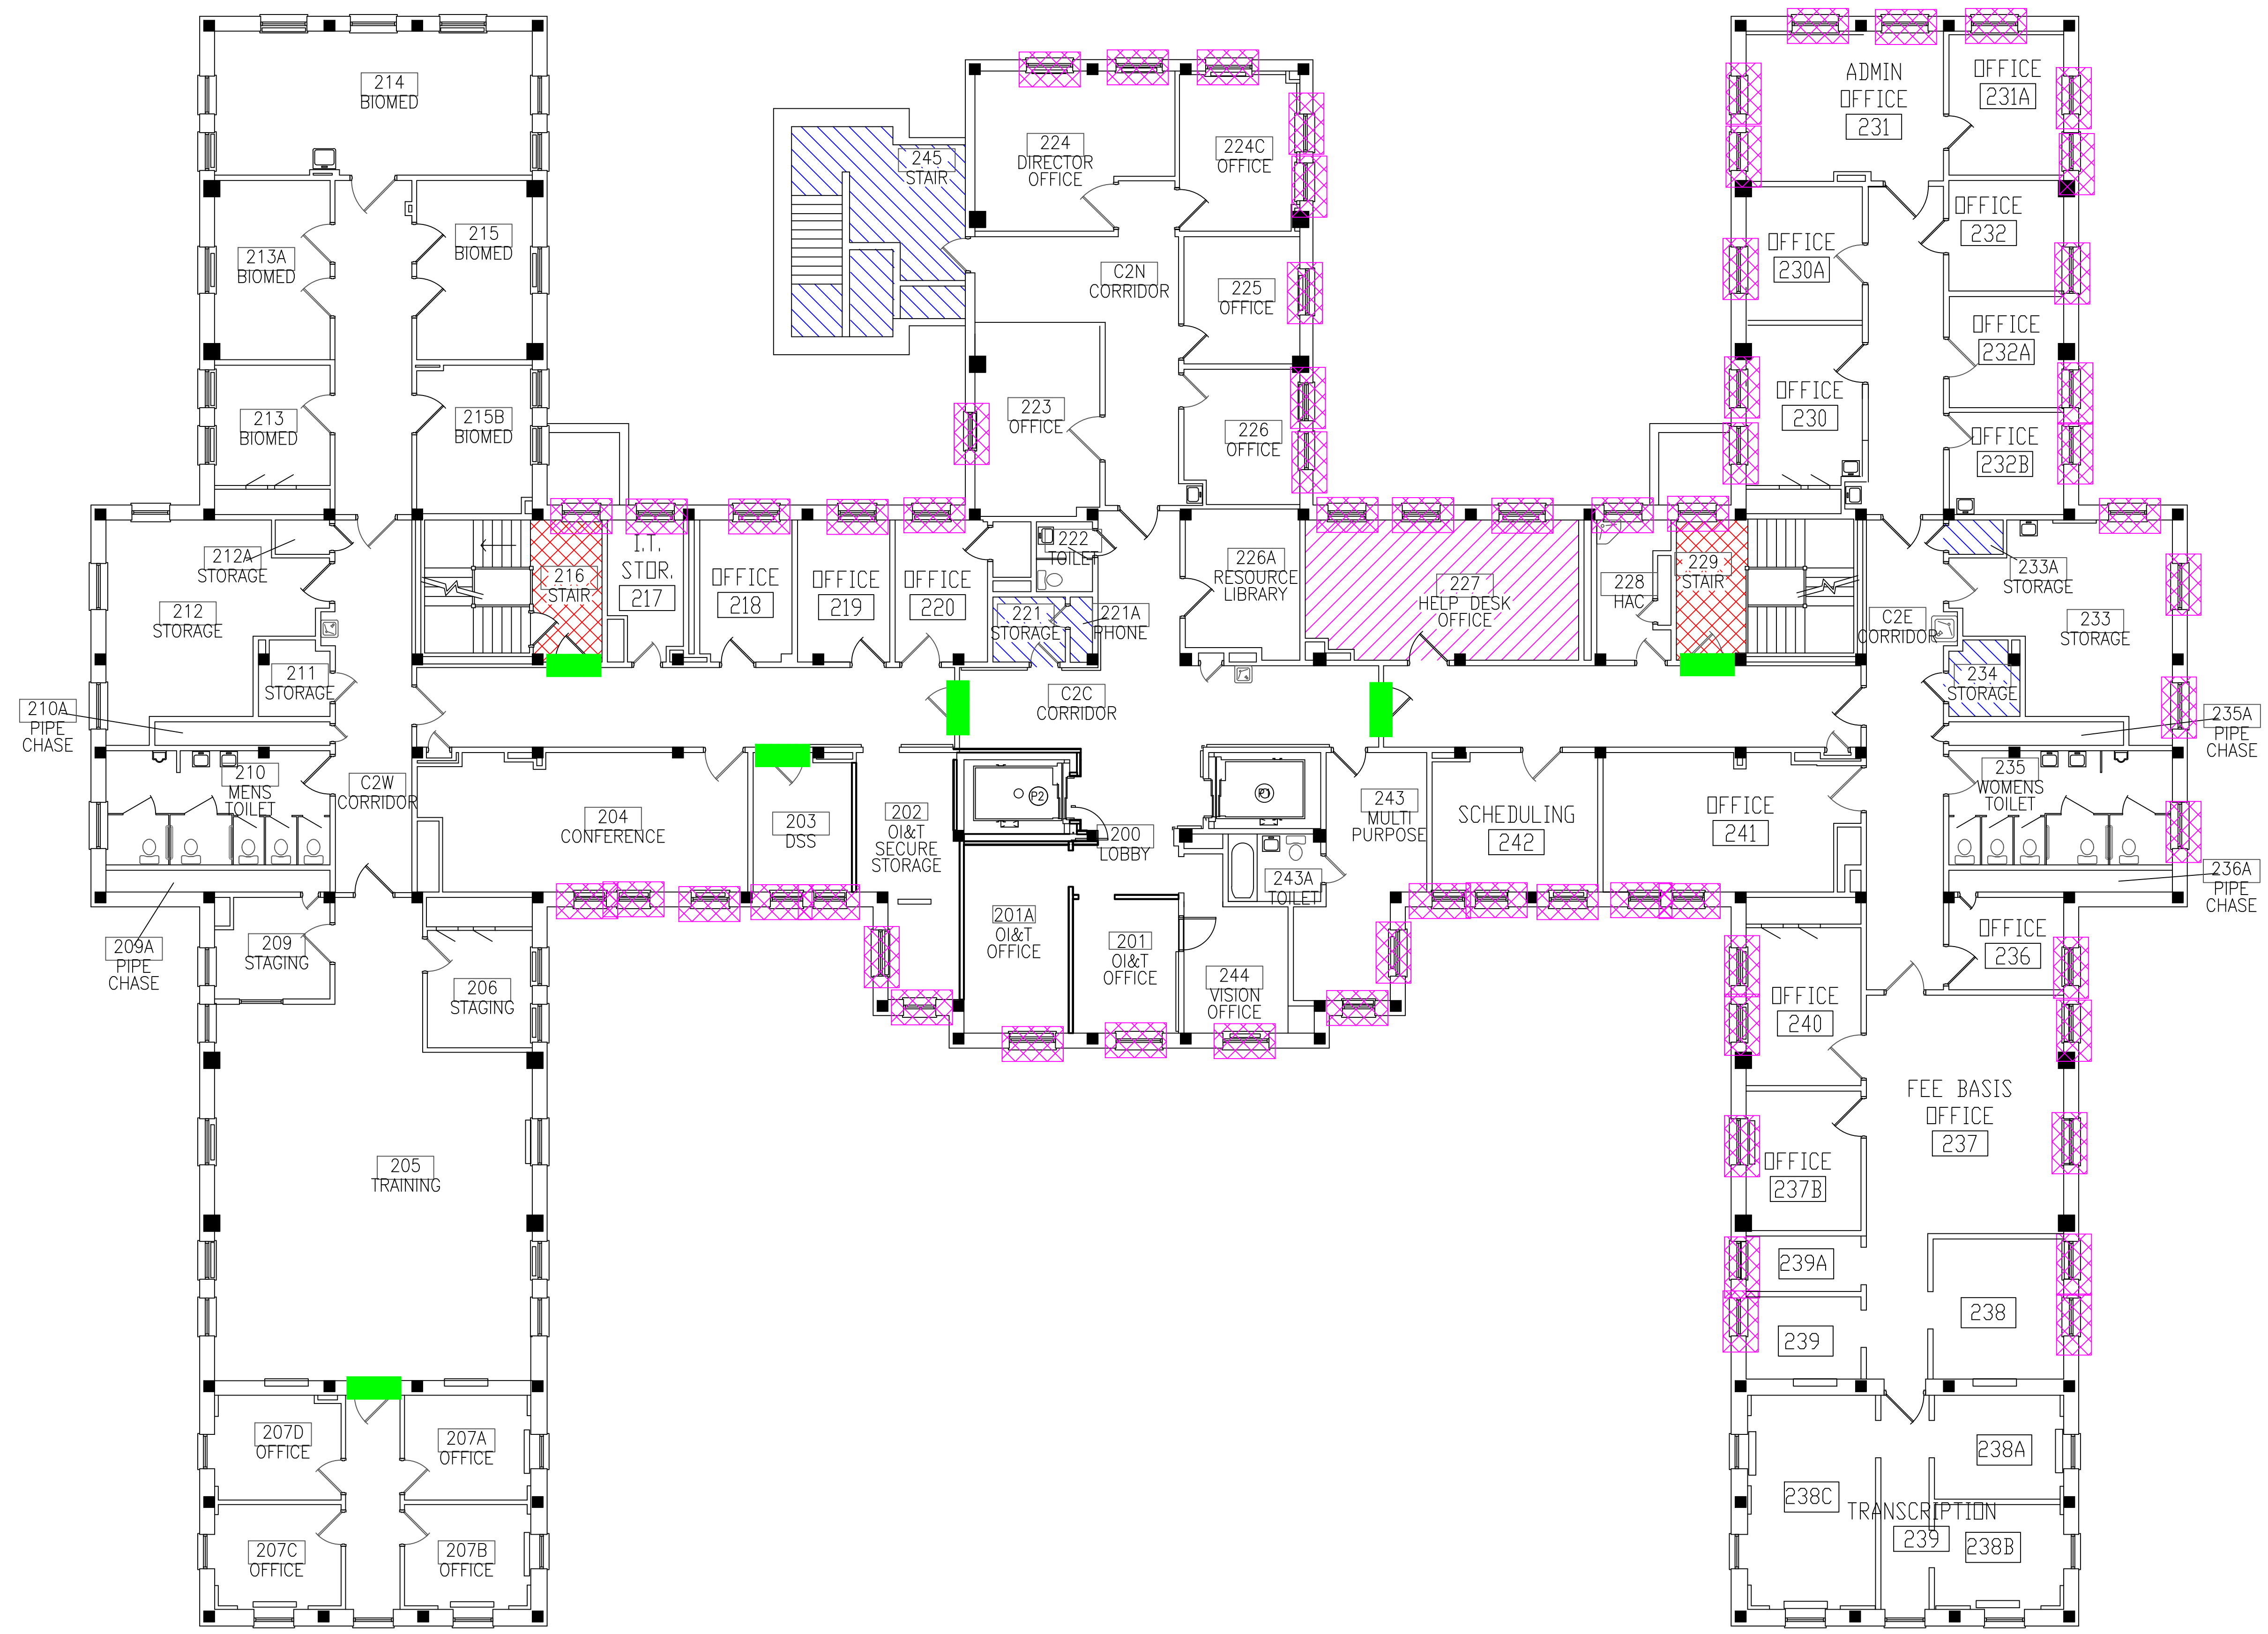 214
BIOMED
213A
BIOMED
215
BIOMED
213
BIOMED
215B
BIOMED
212A
STORAGE
212
STORAGE
211
STORAGE
210A
PIPE
CHASE
210
MENS
TOILET
C2W
CORRIDOR
209A
PIPE
CHASE
209
STAGING
206
STAGING
205
TRAINING
207D
OFFICE
207A
OFFICE
207C
OFFICE
207B
OFFICE
216
STAIR
I.T.
STOR.
217
OFFICE
218
OFFICE
219
OFFICE
220
204
CONFERENCE
203
DSS
202
OI&T
SECURE
STORAGE
245
STAIR
224
DIRECTOR
OFFICE
224C
OFFICE
C2N
CORRIDOR
225
OFFICE
223
OFFICE
226
OFFICE
222
TOILET
221
STORAGE
221A
PHONE
226A
RESOURCE
LIBRARY
C2C
CORRIDOR
P2
P1
200
LOBBY
201A
OI&T
OFFICE
201
OI&T
OFFICE
244
VISION
OFFICE
243A
TOILET
243
MULTI
PURPOSE
227
HELP DESK
OFFICE
228
HAC
229
STAIR
SCHEDULING
242
OFFICE
241
ADMIN
OFFICE
231
OFFICE
231A
OFFICE
232
OFFICE
230A
OFFICE
232A
OFFICE
230
OFFICE
232B
C2E
CORRIDOR
233A
STORAGE
233
STORAGE
234
STORAGE
235A
PIPE
CHASE
235
WOMENS
TOILET
236A
PIPE
CHASE
OFFICE
236
OFFICE
240
FEE BASIS
OFFICE
237
OFFICE
237B
239A
239
238
238A
238C
TRANSCRIPTION
239
238B